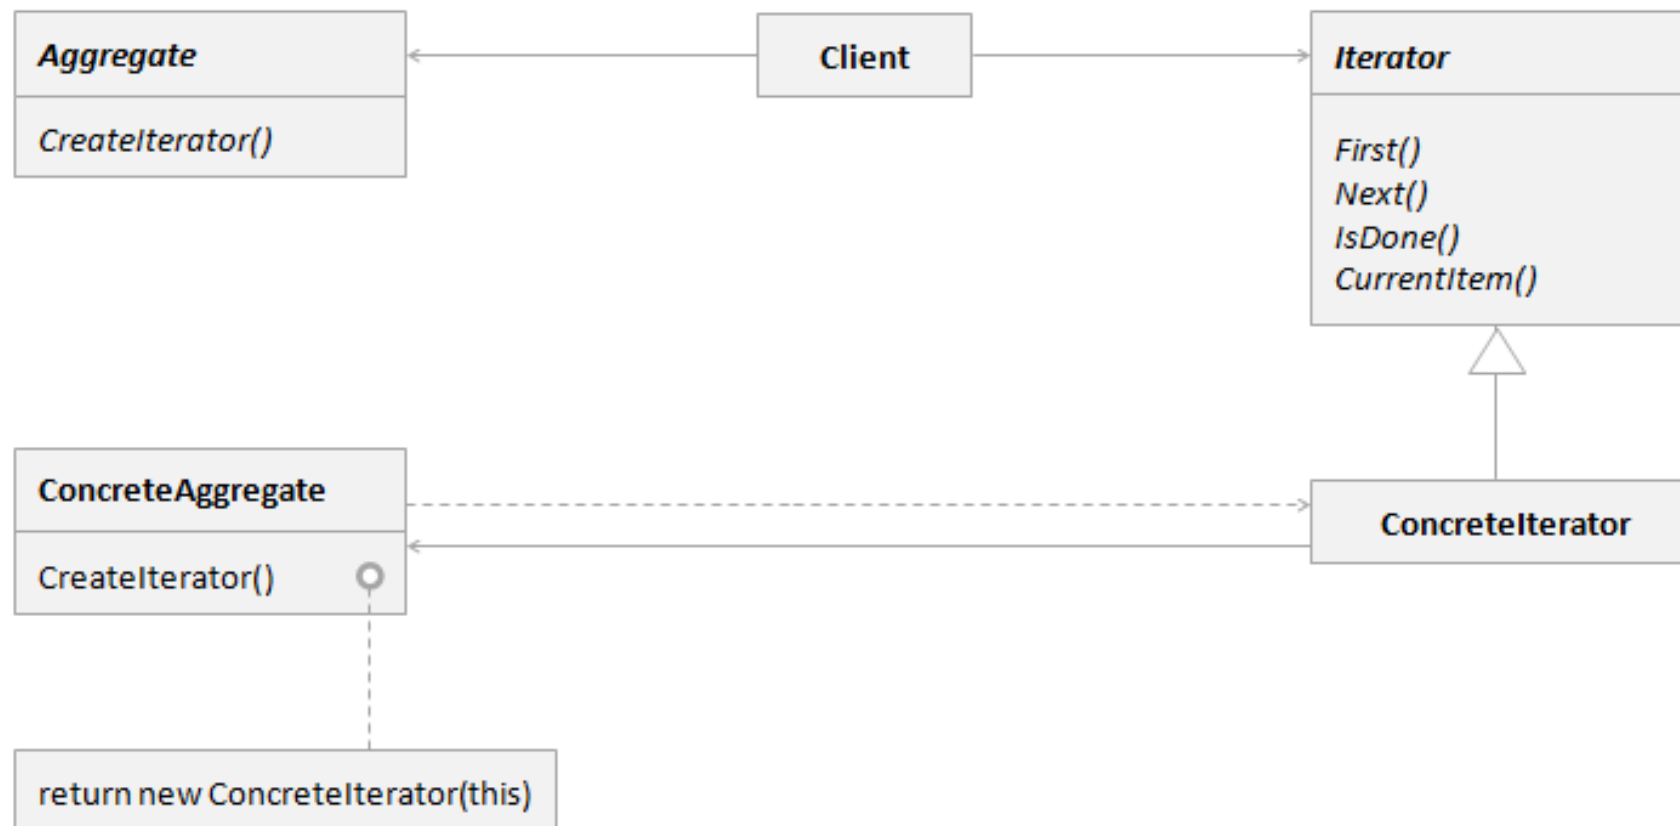 Aggregate
CreateIterator()
Client
Iterator
First()
Next()
IsDone()
CurrentItem()
ConcreteAggregate
CreateIterator()
ConcreteIterator
return new ConcreteIterator(this)